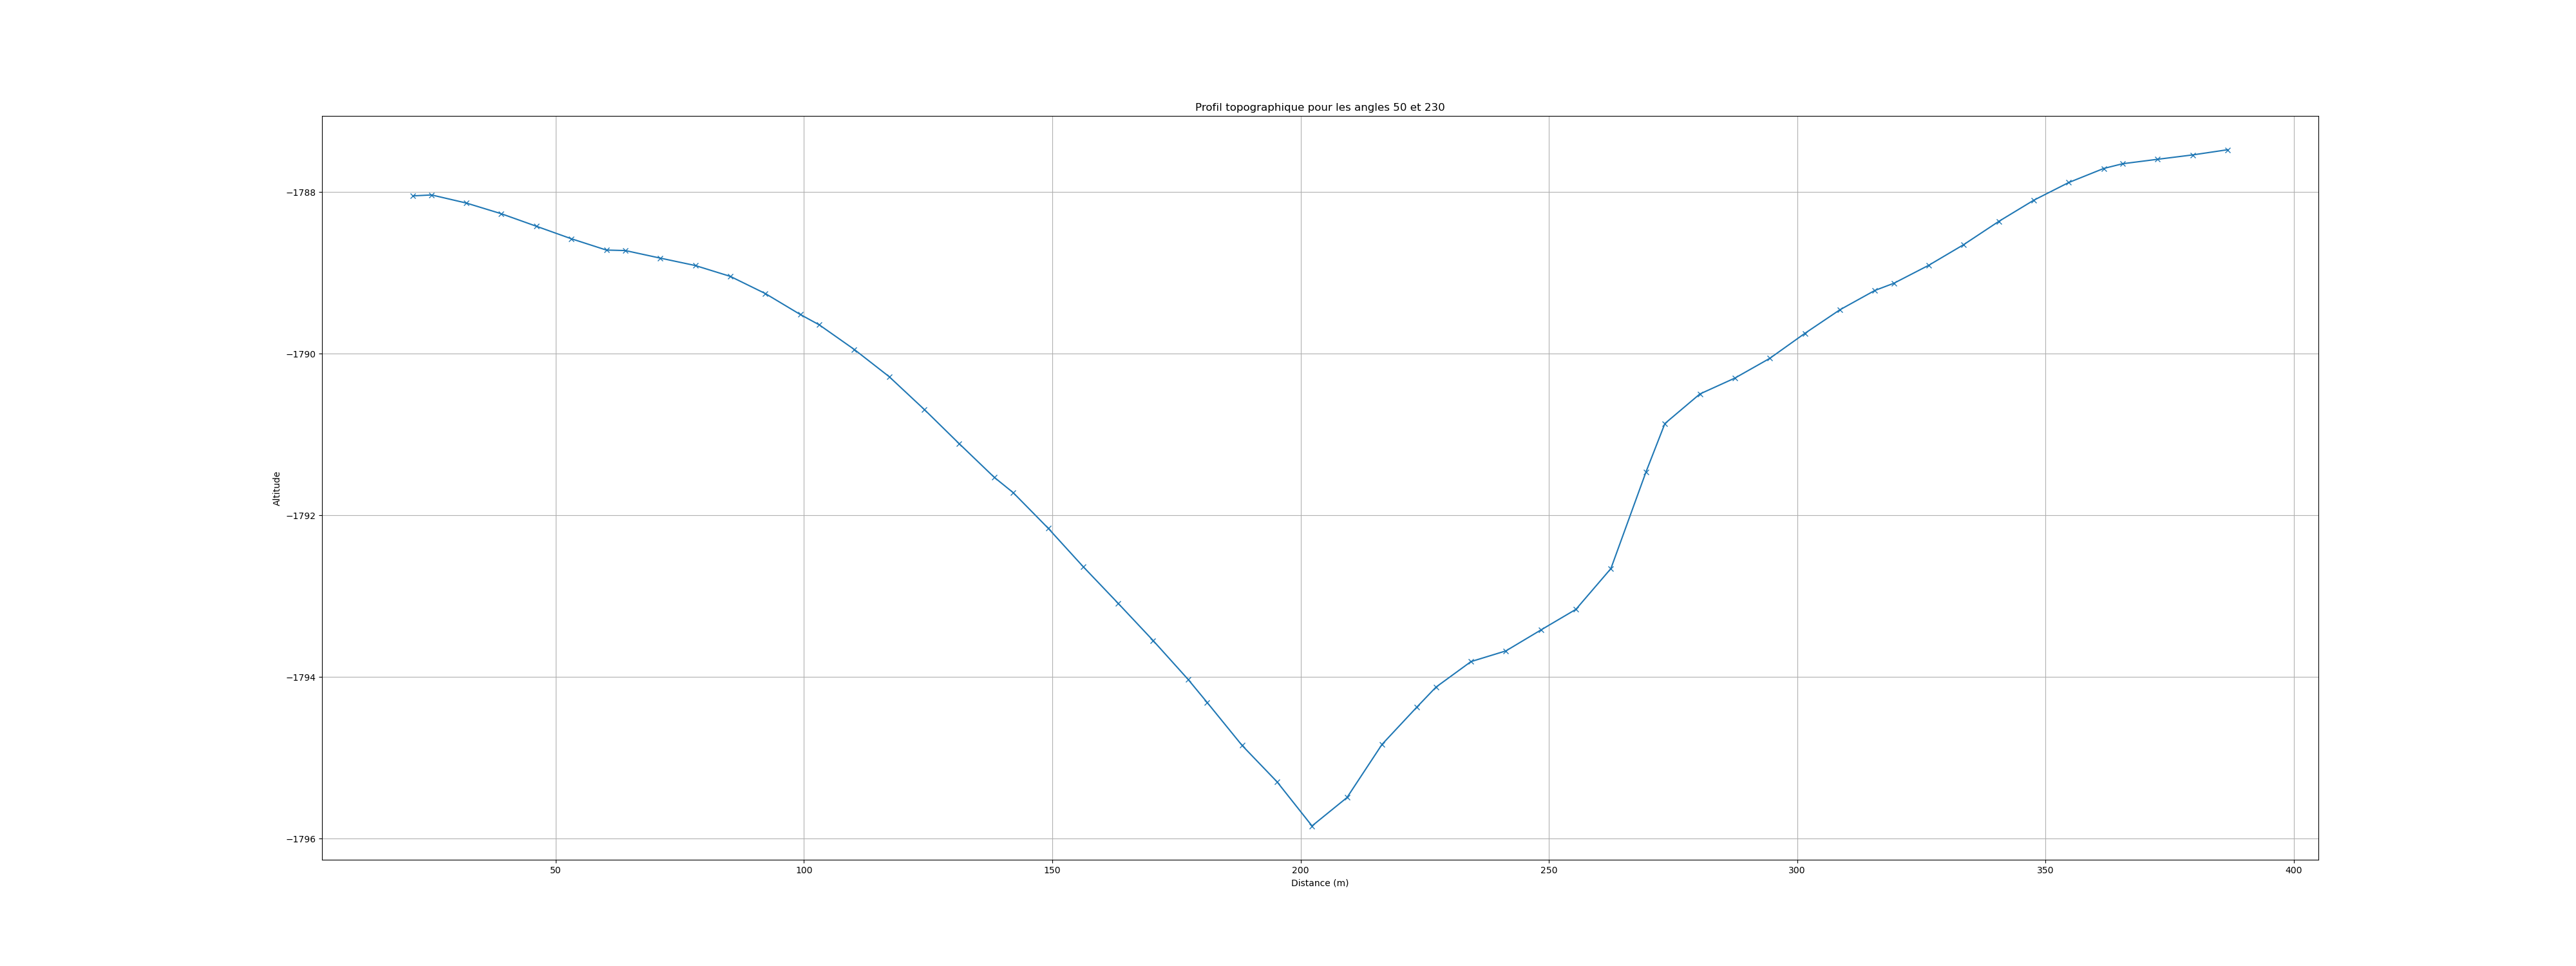 Profil topographique pour les angles 50 et 230
Altitude
−1788
−1790
−1792
−1794
−1796
50 100 150 200 250 300 350 400
Distance (m)